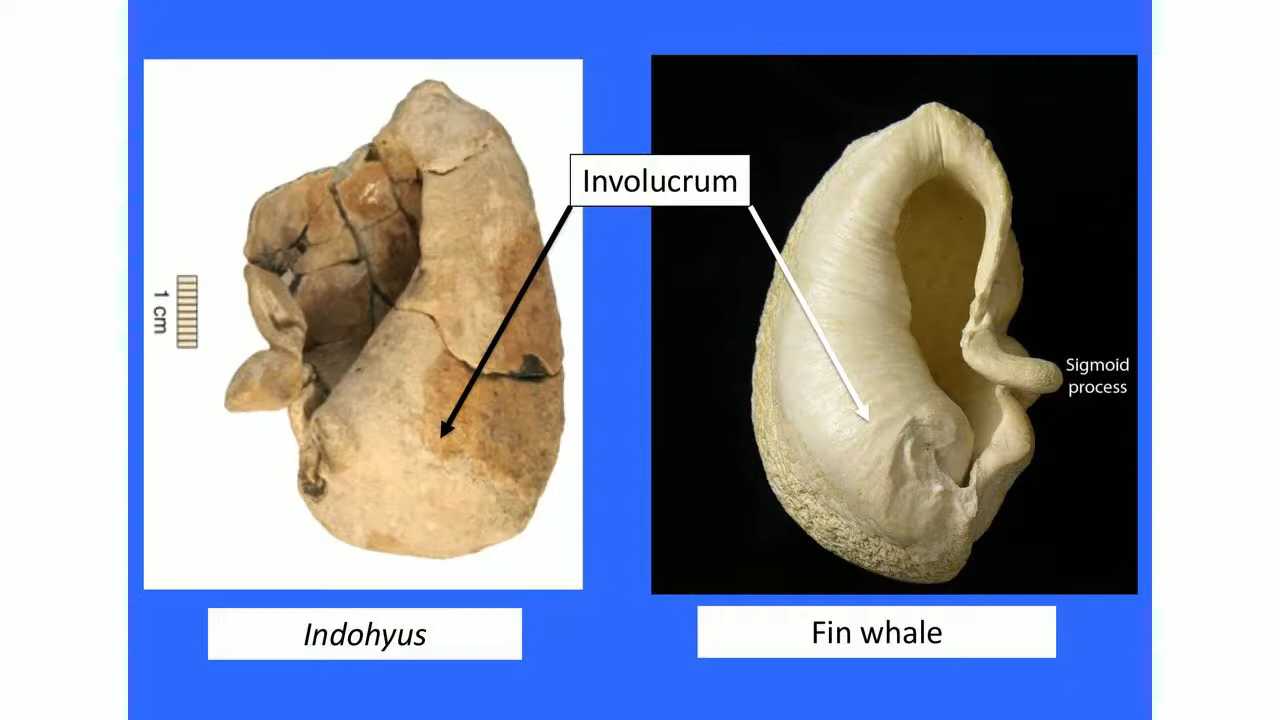 Involucrum
1 cm
Sigmoid
process
Indohyus
Fin whale